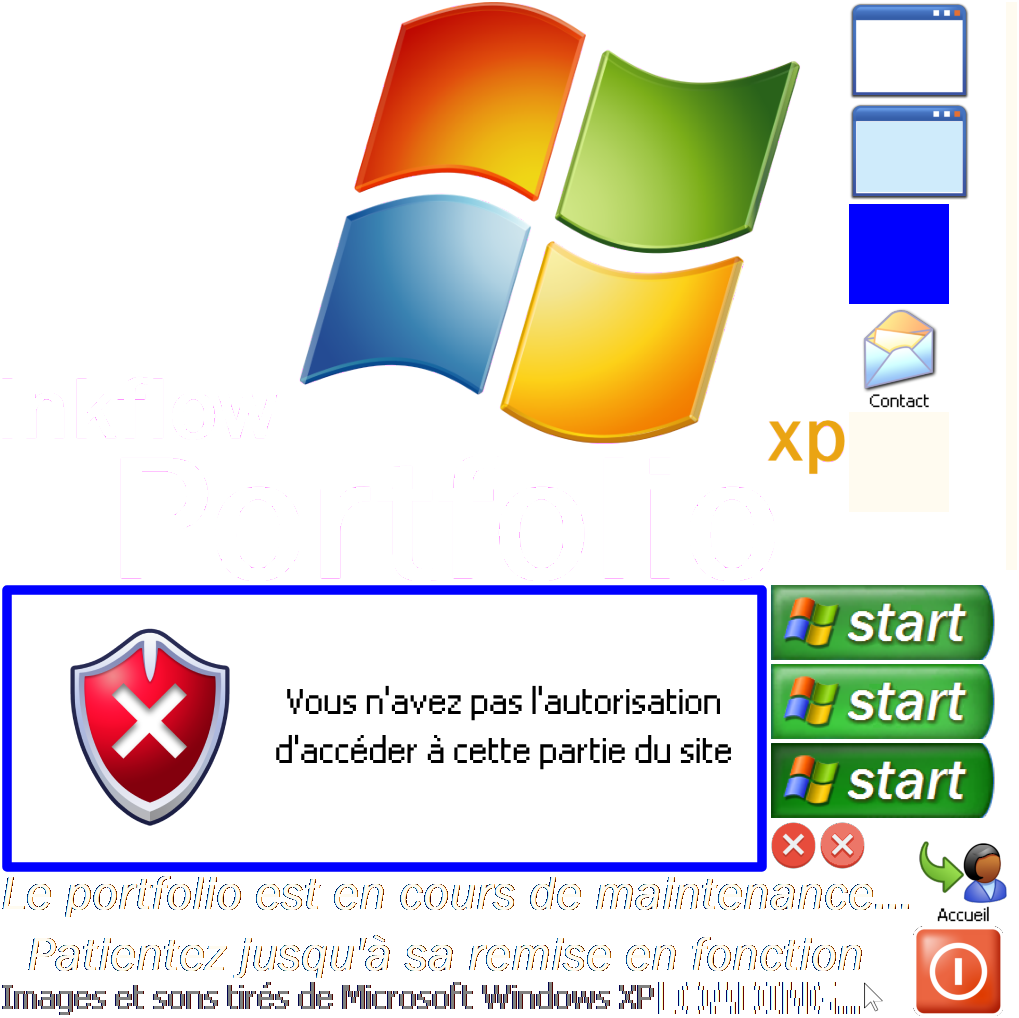 Contact
Inkflow
xp
Portfolio
start
Vous n'avez pas l'autorisation
d'accéder à cette partie du site
start
start
Le portfolio est en cours de maintenance....
Accueil
Patientez jusqu'à sa remise en fonction
Images et sons tirés de Microsoft Windows XP